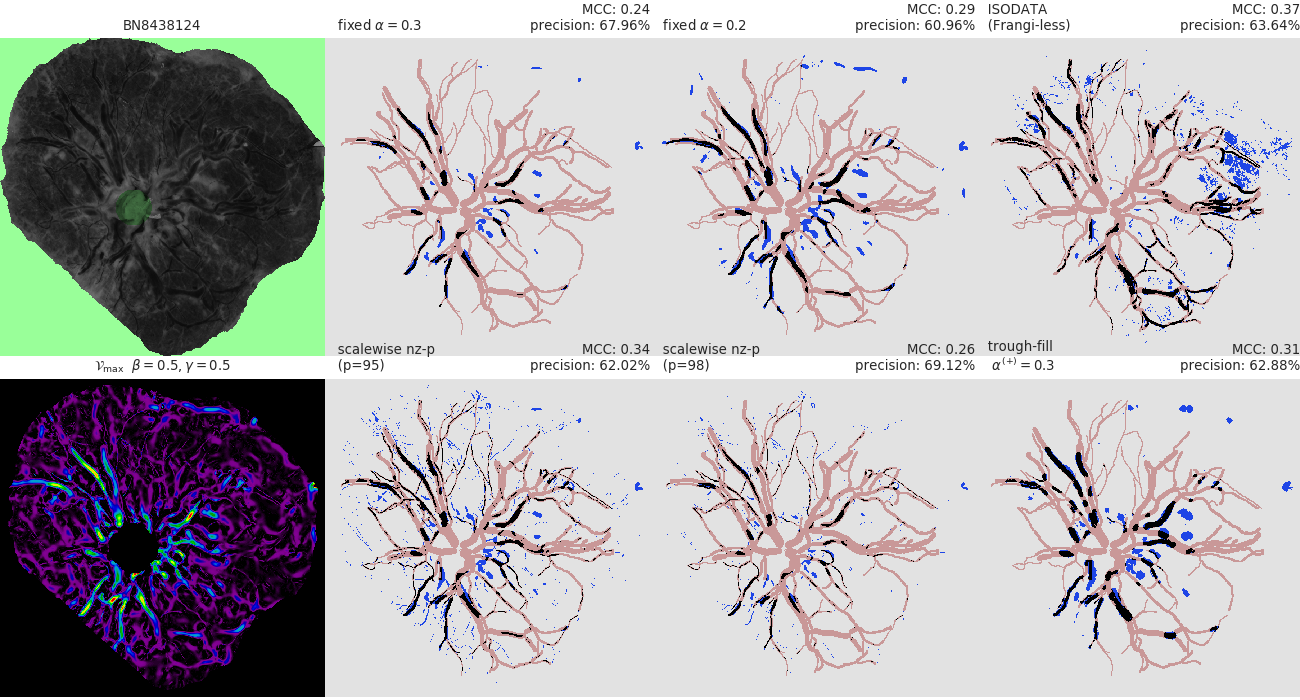 BN8438124
fixed α = 0.3
MCC: 0.24
precision: 67.96%
fixed α = 0.2
MCC: 0.29
precision: 60.96%
ISODATA
(Frangi-less)
MCC: 0.37
precision: 63.64%
𝒱max β = 0.5, γ = 0.5
scalewise nz-p
(p=95)
MCC: 0.34
precision: 62.02%
scalewise nz-p
(p=98)
MCC: 0.26
precision: 69.12%
trough-fill
α(+) = 0.3
MCC: 0.31
precision: 62.88%